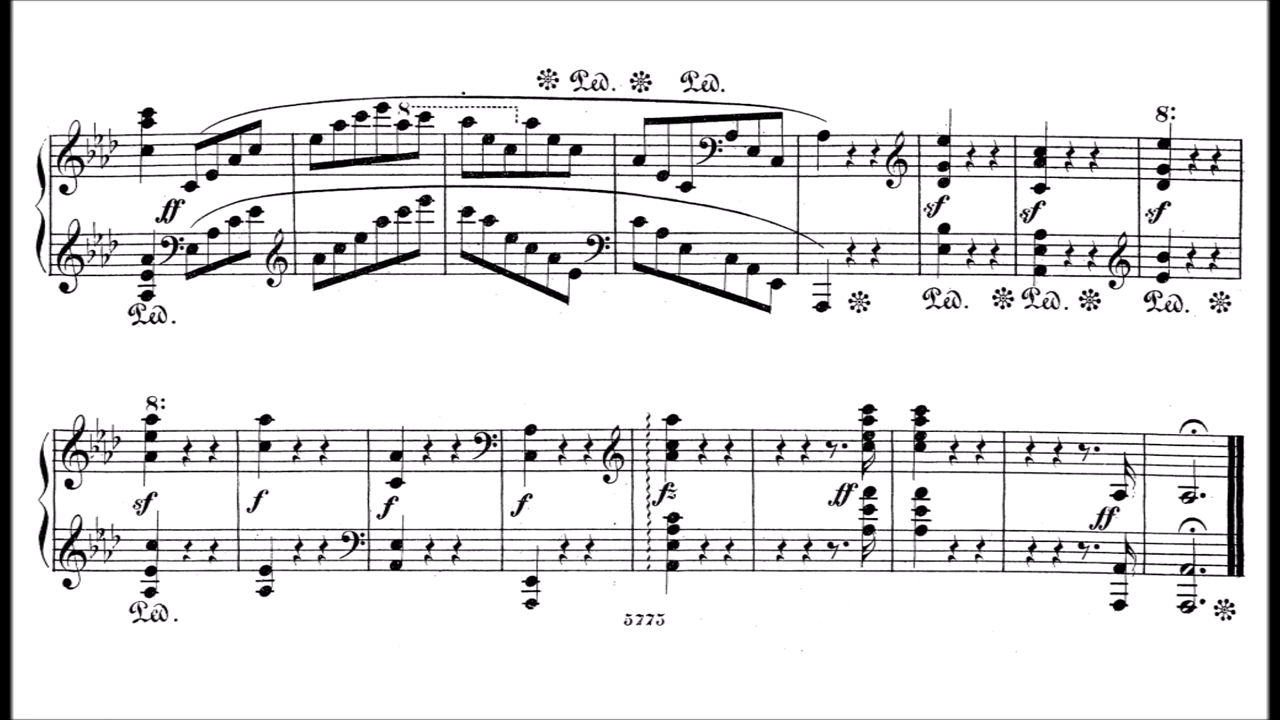 Ped. Ped.
8
8:
ff
sf sf sf
Ped. Ped. Ped. Ped.
8:
sf f f f fz ff
ff
Ped.
5775